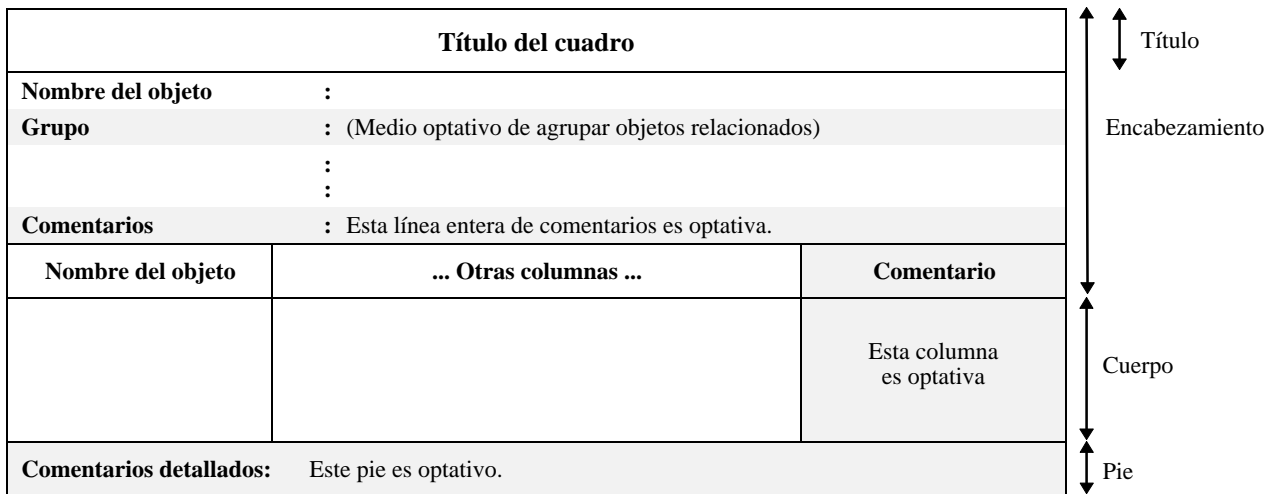 Título del cuadro
Título
Nombre del objeto :
Grupo : (Medio optativo de agrupar objetos relacionados)
Encabezamiento
:
:
Comentarios : Esta línea entera de comentarios es optativa.
Nombre del objeto ... Otras columnas ... Comentario
Esta columna
es optativa
Cuerpo
Comentarios detallados: Este pie es optativo.
Pie